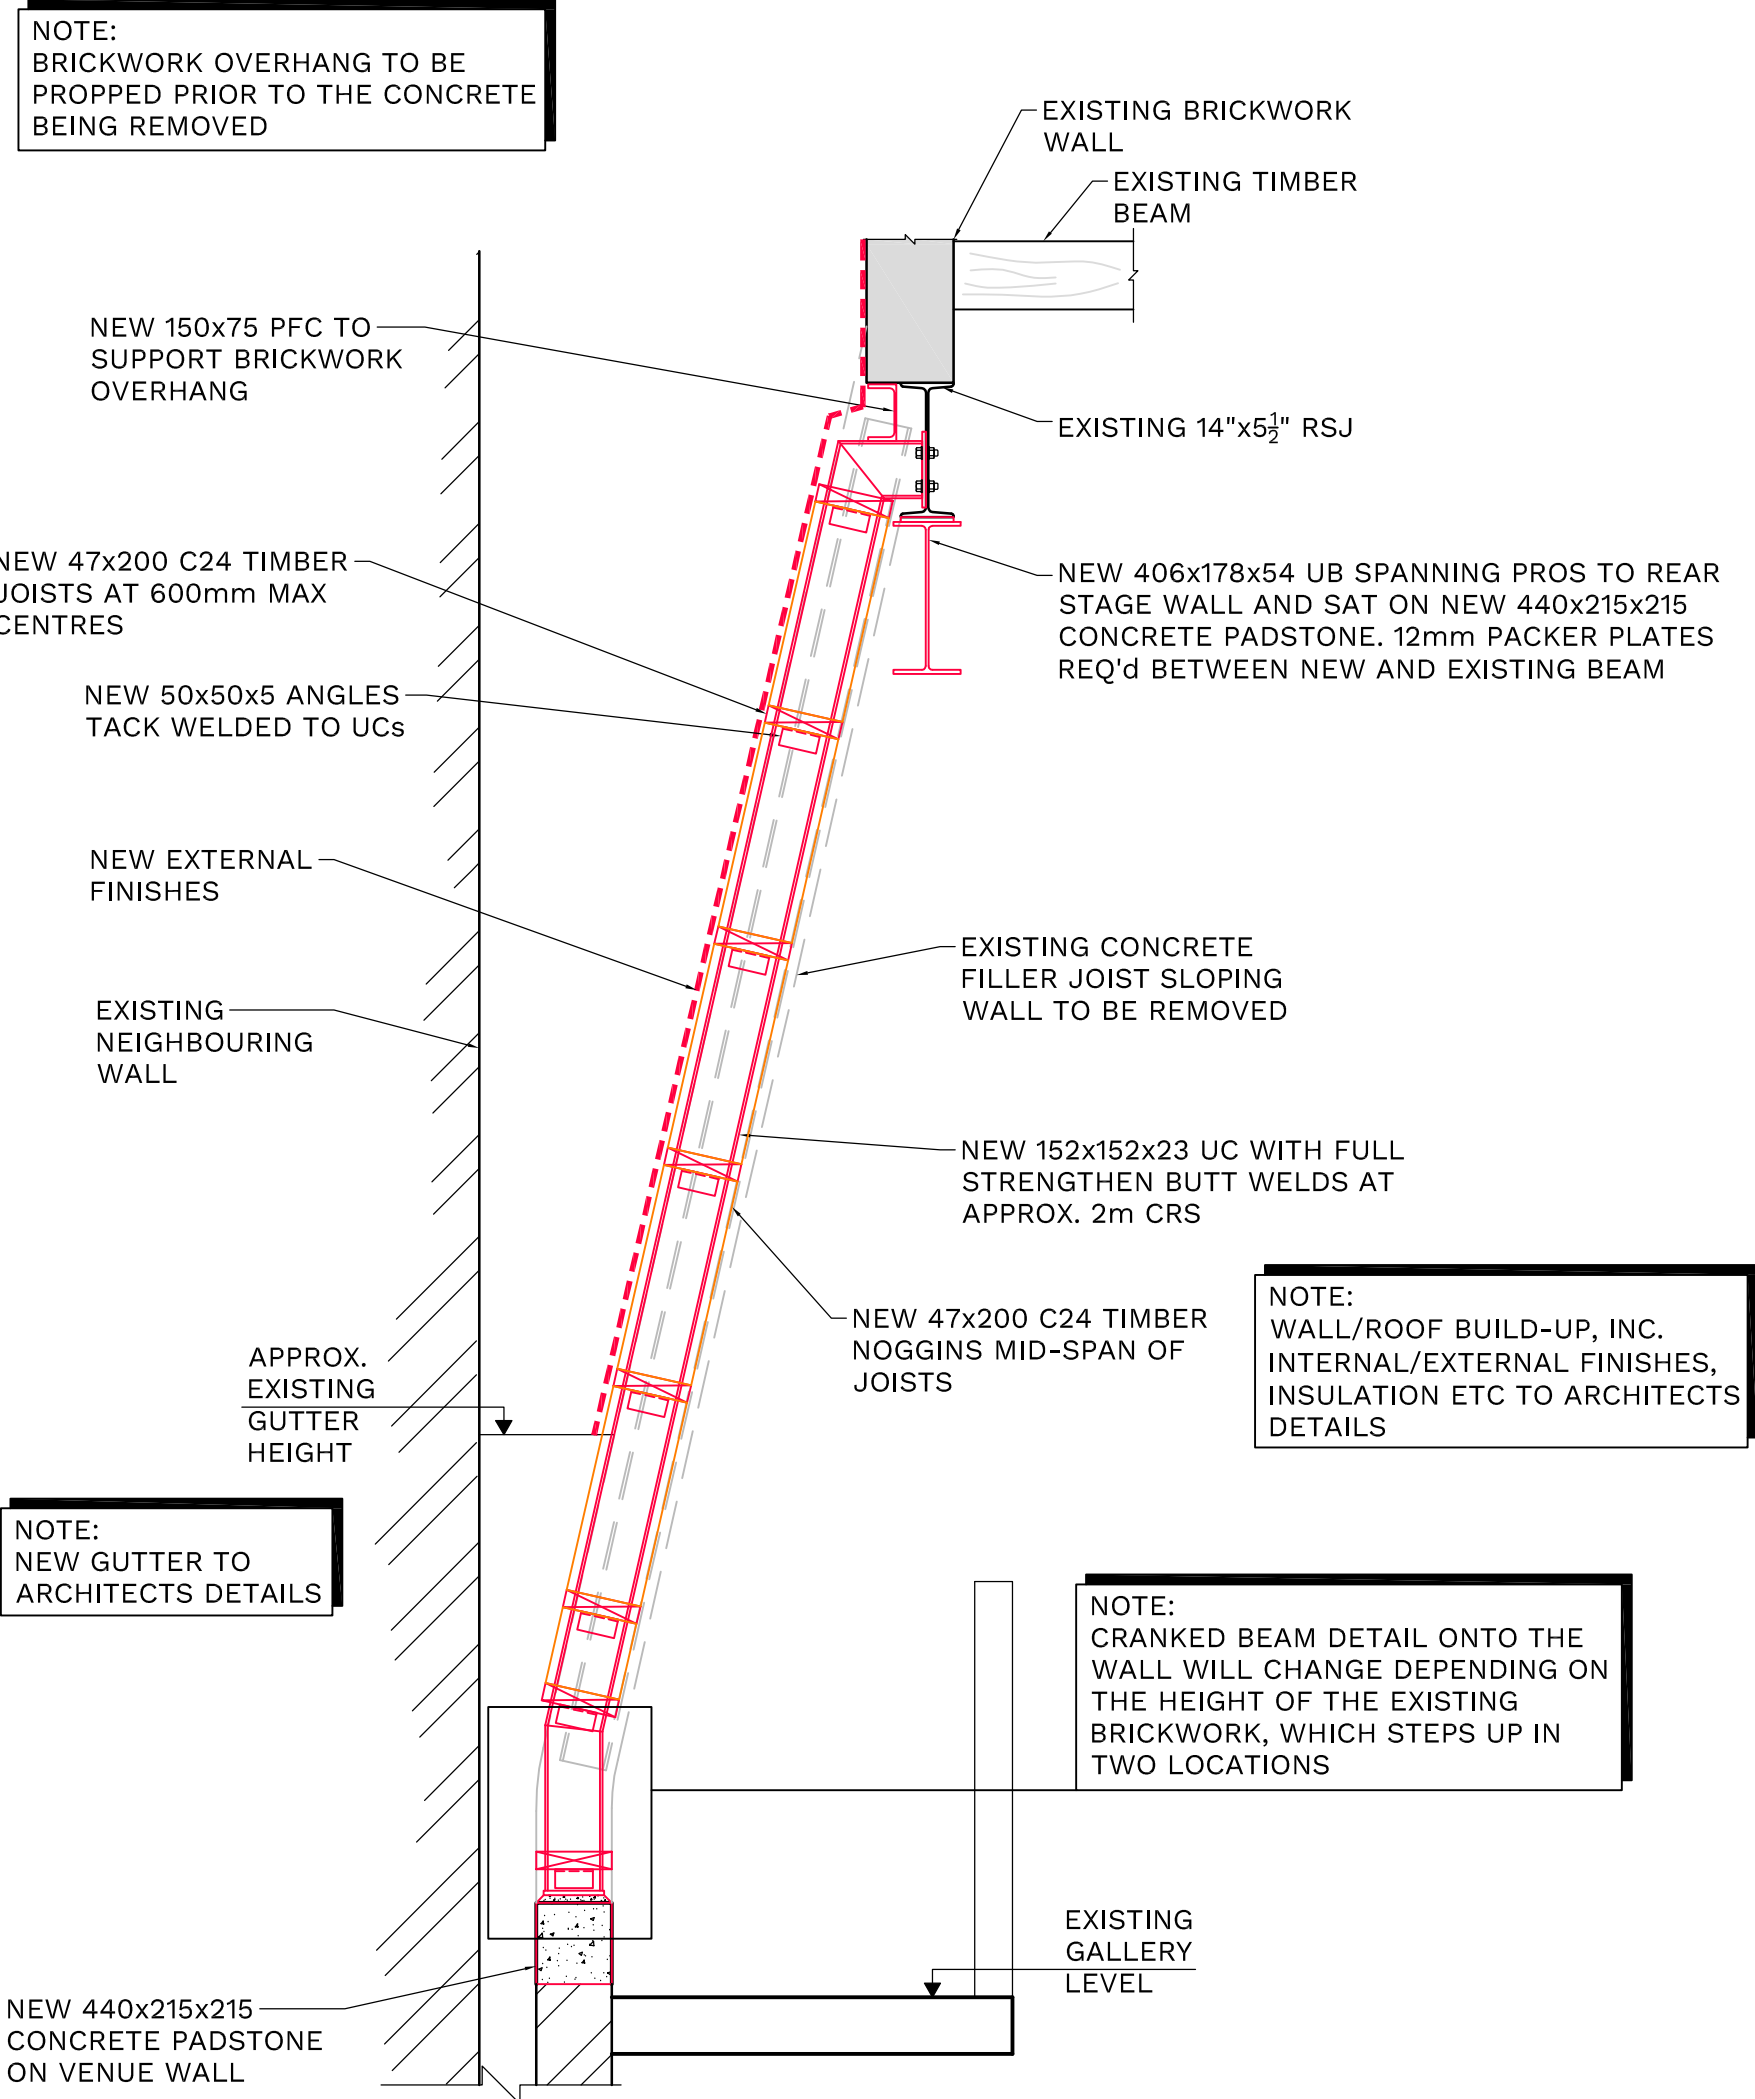 NOTE:
BRICKWORK OVERHANG TO BE
PROPPED PRIOR TO THE CONCRETE
BEING REMOVED
EXISTING BRICKWORK
WALL
EXISTING TIMBER
BEAM
NEW 150x75 PFC TO
SUPPORT BRICKWORK
OVERHANG
EXISTING 14"x5½" RSJ
NEW 47x200 C24 TIMBER
JOISTS AT 600mm MAX
CENTRES
NEW 406x178x54 UB SPANNING PROS TO REAR
STAGE WALL AND SAT ON NEW 440x215x215
CONCRETE PADSTONE. 12mm PACKER PLATES
REQ'd BETWEEN NEW AND EXISTING BEAM
NEW 50x50x5 ANGLES
TACK WELDED TO UCs
NEW EXTERNAL
FINISHES
EXISTING CONCRETE
FILLER JOIST SLOPING
WALL TO BE REMOVED
EXISTING
NEIGHBOURING
WALL
NEW 152x152x23 UC WITH FULL
STRENGTHEN BUTT WELDS AT
APPROX. 2m CRS
NEW 47x200 C24 TIMBER
NOGGINS MID-SPAN OF
JOISTS
NOTE:
WALL/ROOF BUILD-UP, INC.
INTERNAL/EXTERNAL FINISHES,
INSULATION ETC TO ARCHITECTS
DETAILS
APPROX.
EXISTING
GUTTER
HEIGHT
NOTE:
NEW GUTTER TO
ARCHITECTS DETAILS
NOTE:
CRANKED BEAM DETAIL ONTO THE
WALL WILL CHANGE DEPENDING ON
THE HEIGHT OF THE EXISTING
BRICKWORK, WHICH STEPS UP IN
TWO LOCATIONS
EXISTING
GALLERY
LEVEL
NEW 440x215x215
CONCRETE PADSTONE
ON VENUE WALL